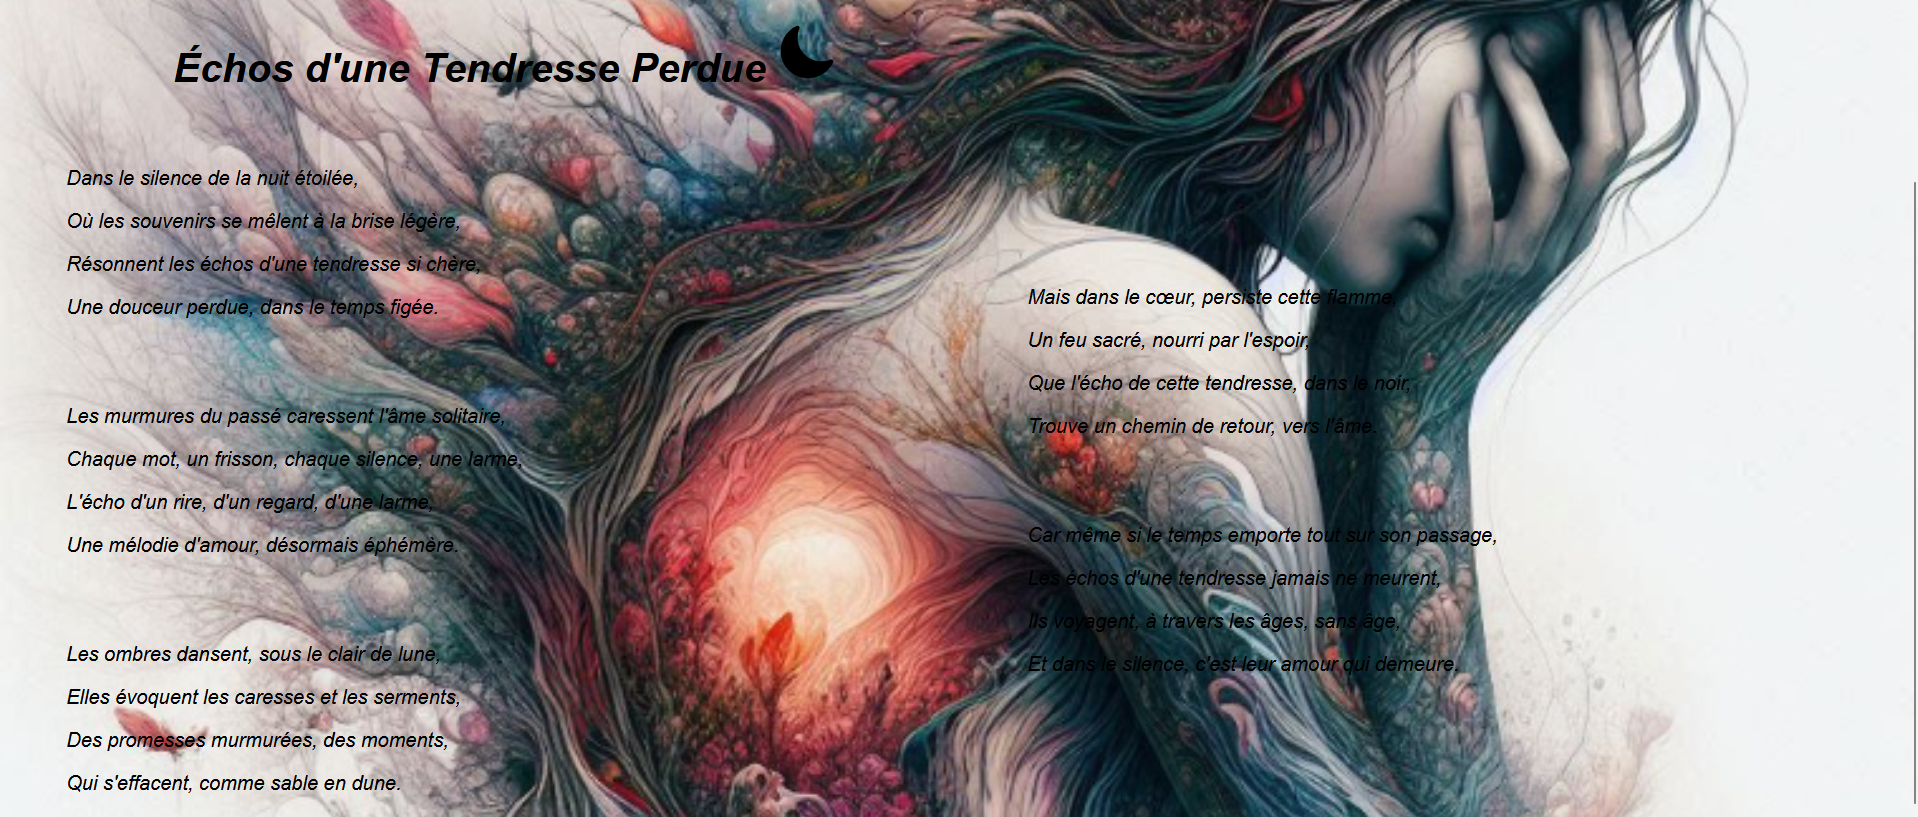 Échos d'une Tendresse Perdue
Dans le silence de la nuit étoilée,
Où les souvenirs se mêlent à la brise légère,
Résonnent les échos d'une tendresse si chère,
Une douceur perdue, dans le temps figée.
Les murmures du passé caressent l'âme solitaire,
Chaque mot, un frisson, chaque silence, une larme,
L'écho d'un rire, d'un regard, d'une larme,
Une mélodie d'amour, désormais éphémère.
Les ombres dansent, sous le clair de lune,
Elles évoquent les caresses et les serments,
Des promesses murmurées, des moments,
Qui s'effacent, comme sable en dune.
Mais dans le cœur, persiste cette flamme,
Un feu sacré, nourri par l'espoir,
Que l'écho de cette tendresse, dans le noir,
Trouve un chemin de retour, vers l'âme.
Car même si le temps emporte tout sur son passage,
Les échos d'une tendresse jamais ne meurent,
Ils voyagent, à travers les âges, sans âge,
Et dans le silence, c'est leur amour qui demeure.